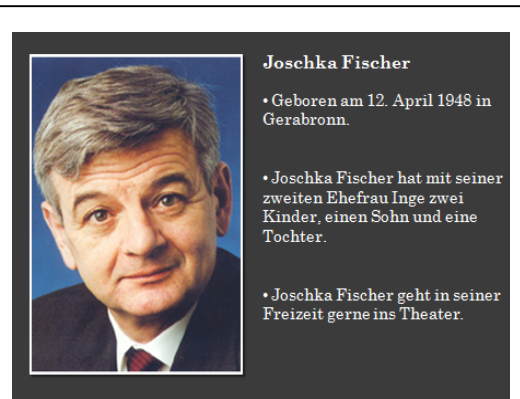 Joschka Fischer
• Geboren am 12. April 1948 in
Gerabronn.
• Joschka Fischer hat mit seiner
zweiten Ehefrau Inge zwei
Kinder, einen Sohn und eine
Tochter.
• Joschka Fischer geht in seiner
Freizeit gerne ins Theater.